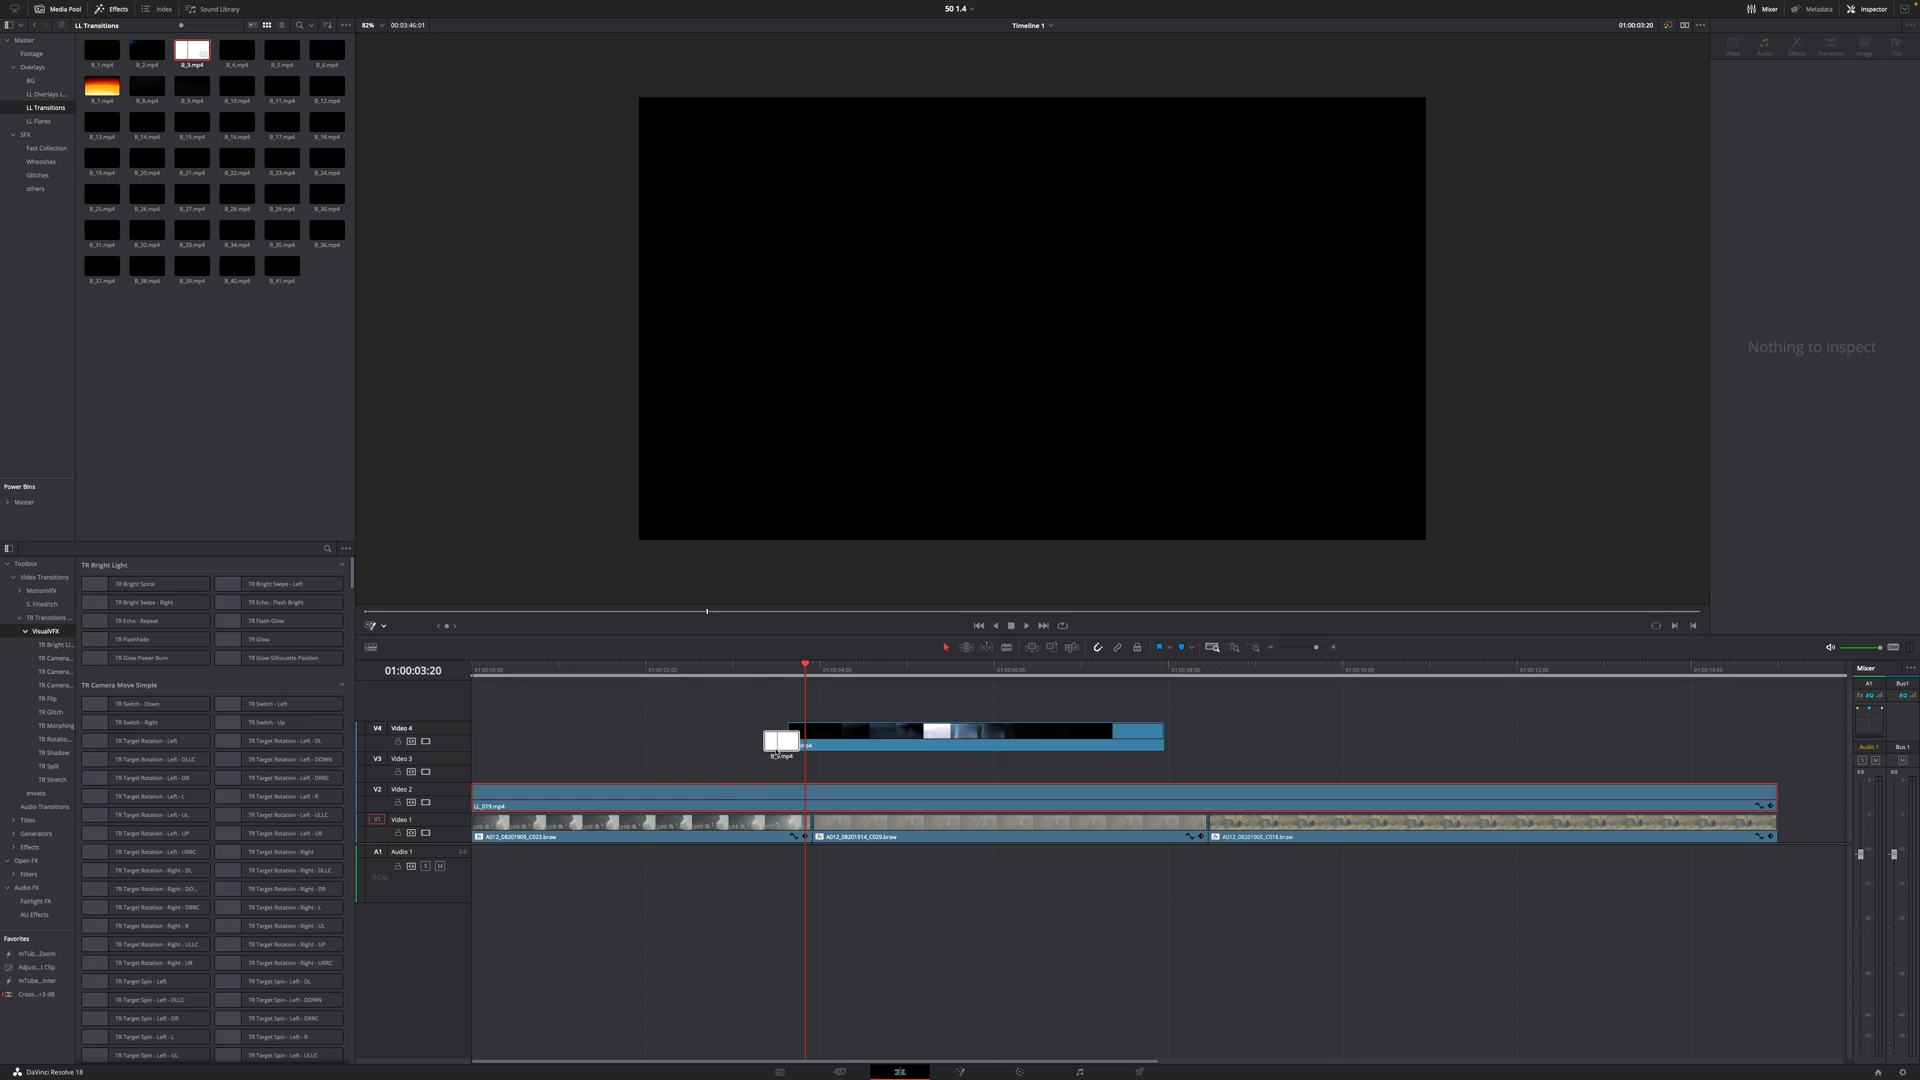 Media Pool
Effects
Index
Sound Library
50 1.4
Mixer
Metadata
Inspector
LL Transitions
82%
00:03:46:01
Timeline 1
01:00:03:20
Master
Footage
Overlays
BG
LL Overlays L...
LL Transitions
LL Flares
SFX
Fast Collection
Whooshes
Glitches
others
B_1.mp4
B_2.mp4
B_3.mp4
B_4.mp4
B_5.mp4
B_6.mp4
B_7.mp4
B_8.mp4
B_9.mp4
B_10.mp4
B_11.mp4
B_12.mp4
B_13.mp4
B_14.mp4
B_15.mp4
B_16.mp4
B_17.mp4
B_18.mp4
B_19.mp4
B_20.mp4
B_21.mp4
B_22.mp4
B_23.mp4
B_24.mp4
B_25.mp4
B_26.mp4
B_27.mp4
B_28.mp4
B_29.mp4
B_30.mp4
B_31.mp4
B_32.mp4
B_33.mp4
B_34.mp4
B_35.mp4
B_36.mp4
B_37.mp4
B_38.mp4
B_39.mp4
B_40.mp4
B_41.mp4
Video
Audio
Effects
Transition
Image
File
Nothing to inspect
Power Bins
Master
Toolbox
Video Transitions
MotionVFX
S. Friedrich
TR Transitions ...
VisualVFX
TR Bright Li...
TR Camera...
TR Camera...
TR Camera...
TR Flip
TR Glitch
TR Morphing
TR Rotatio...
TR Shadow
TR Split
TR Stretch
envato
Audio Transitions
Titles
Generators
Effects
Open FX
Filters
Audio FX
Fairlight FX
AU Effects
Favorites
mTub...Zoom
Adjust...t Clip
mTube...inter
Cross...+3 dB
TR Bright Light
TR Bright Spiral
TR Bright Swipe - Left
TR Bright Swipe - Right
TR Echo - Flash Bright
TR Echo - Repeat
TR Flash Glow
TR FlashFade
TR Glow
TR Glow Power Burn
TR Glow Silhouette Position
TR Camera Move Simple
TR Switch - Down
TR Switch - Left
TR Switch - Right
TR Switch - Up
TR Target Rotation - Left
TR Target Rotation - Left - DL
TR Target Rotation - Left - DLLC
TR Target Rotation - Left - DOWN
TR Target Rotation - Left - DR
TR Target Rotation - Left - DRRC
TR Target Rotation - Left - L
TR Target Rotation - Left - R
TR Target Rotation - Left - UL
TR Target Rotation - Left - ULLC
TR Target Rotation - Left - UP
TR Target Rotation - Left - UR
TR Target Rotation - Left - URRC
TR Target Rotation - Right
TR Target Rotation - Right - DL
TR Target Rotation - Right - DLLC
TR Target Rotation - Right - DO...
TR Target Rotation - Right - DR
TR Target Rotation - Right - DRRC
TR Target Rotation - Right - L
TR Target Rotation - Right - R
TR Target Rotation - Right - UL
TR Target Rotation - Right - ULLC
TR Target Rotation - Right - UP
TR Target Rotation - Right - UR
TR Target Rotation - Right - URRC
TR Target Spin - Left
TR Target Spin - Left - DL
TR Target Spin - Left - DLLC
TR Target Spin - Left - DOWN
TR Target Spin - Left - DR
TR Target Spin - Left - DRRC
TR Target Spin - Left - L
TR Target Spin - Left - R
TR Target Spin - Left - UL
TR Target Spin - Left - ULLC
01:00:03:20
01:00:00:00
01:00:02:00
01:00:04:00
01:00:06:00
01:00:08:00
01:00:10:00
01:00:12:00
01:00:14:00
V4 Video 4
V3 Video 3
V2 Video 2
LL_019.mp4
V1 Video 1
A012_08201909_C023.braw
A012_08201914_C029.braw
A012_08201905_C018.braw
A1 Audio 1 2.0
S M
DIM
Mixer
A1
Bus1
EQ
EQ
Audio 1
Bus 1
S M
M
0.0
0.0
DaVinci Resolve 18